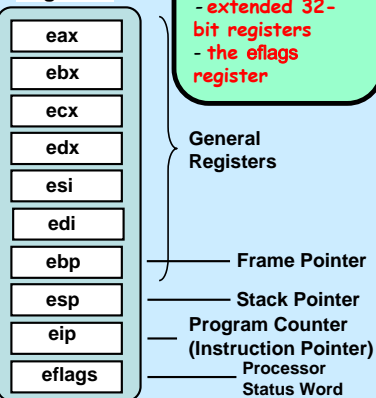 - extended 32-
bit registers
- the eflags
register
eax
ebx
ecx
edx
esi
edi
ebp
esp
eip
eflags
General
Registers
Frame Pointer
Stack Pointer
Program Counter
(Instruction Pointer)
Processor
Status Word